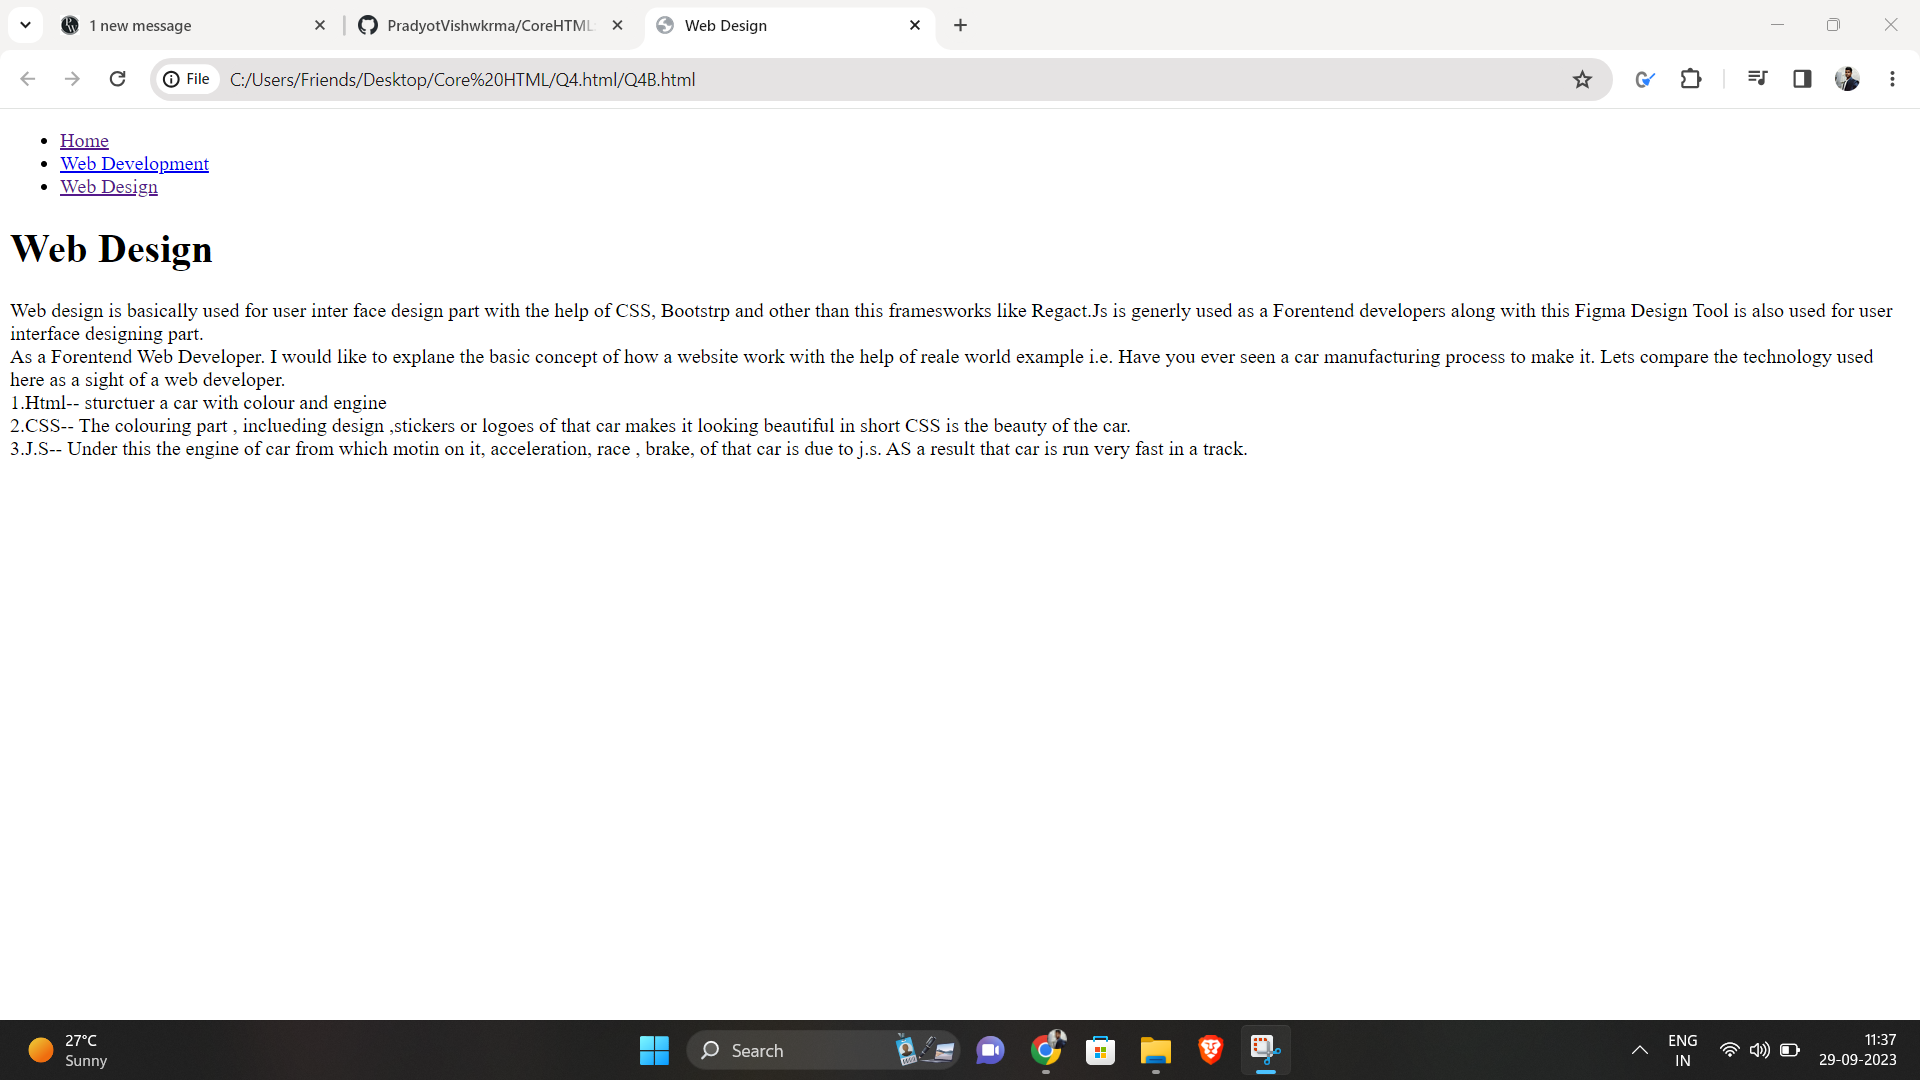 1 new message
PradyotVishwkrma/CoreHTML
Web Design
File
C:/Users/Friends/Desktop/Core%20HTML/Q4.html/Q4B.html
Home
Web Development
Web Design
Web Design
Web design is basically used for user inter face design part with the help of CSS, Bootstrp and other than this framesworks like Regact.Js is generly used as a Forentend developers along with this Figma Design Tool is also used for user
interface designing part.
As a Forentend Web Developer. I would like to explane the basic concept of how a website work with the help of reale world example i.e. Have you ever seen a car manufacturing process to make it. Lets compare the technology used
here as a sight of a web developer.
1.Html-- sturctuer a car with colour and engine
2.CSS-- The colouring part , inclueding design ,stickers or logoes of that car makes it looking beautiful in short CSS is the beauty of the car.
3.J.S-- Under this the engine of car from which motin on it, acceleration, race , brake, of that car is due to j.s. AS a result that car is run very fast in a track.
27°C
Sunny
Search
ENG
IN
11:37
29-09-2023